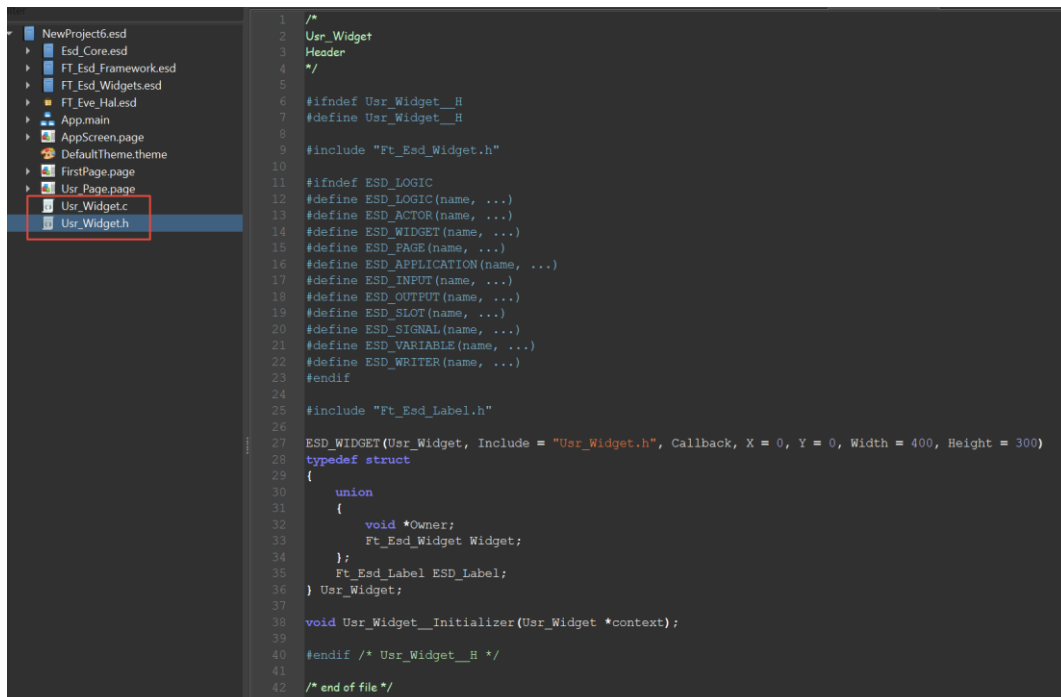 NewProject6.esd
Esd_Core.esd
FT_Esd_Framework.esd
FT_Esd_Widgets.esd
FT_Eve_Hal.esd
App.main
AppScreen.page
DefaultTheme.theme
FirstPage.page
Usr_Page.page
Usr_Widget.c
Usr_Widget.h
1 /*
2 Usr_Widget
3 Header
4 */
5
6 #ifndef Usr_Widget__H
7 #define Usr_Widget__H
8
9 #include "Ft_Esd_Widget.h"
10
11 #ifndef ESD_LOGIC
12 #define ESD_LOGIC(name, ...)
13 #define ESD_ACTOR(name, ...)
14 #define ESD_WIDGET(name, ...)
15 #define ESD_PAGE(name, ...)
16 #define ESD_APPLICATION(name, ...)
17 #define ESD_INPUT(name, ...)
18 #define ESD_OUTPUT(name, ...)
19 #define ESD_SLOT(name, ...)
20 #define ESD_SIGNAL(name, ...)
21 #define ESD_VARIABLE(name, ...)
22 #define ESD_WRITER(name, ...)
23 #endif
24
25 #include "Ft_Esd_Label.h"
26
27 ESD_WIDGET(Usr_Widget, Include = "Usr_Widget.h", Callback, X = 0, Y = 0, Width = 400, Height = 300)
28 typedef struct
29 {
30 union
31 {
32 void *Owner;
33 Ft_Esd_Widget Widget;
34 };
35 Ft_Esd_Label ESD_Label;
36 } Usr_Widget;
37
38 void Usr_Widget__Initializer(Usr_Widget *context);
39
40 #endif /* Usr_Widget__H */
41
42 /* end of file */